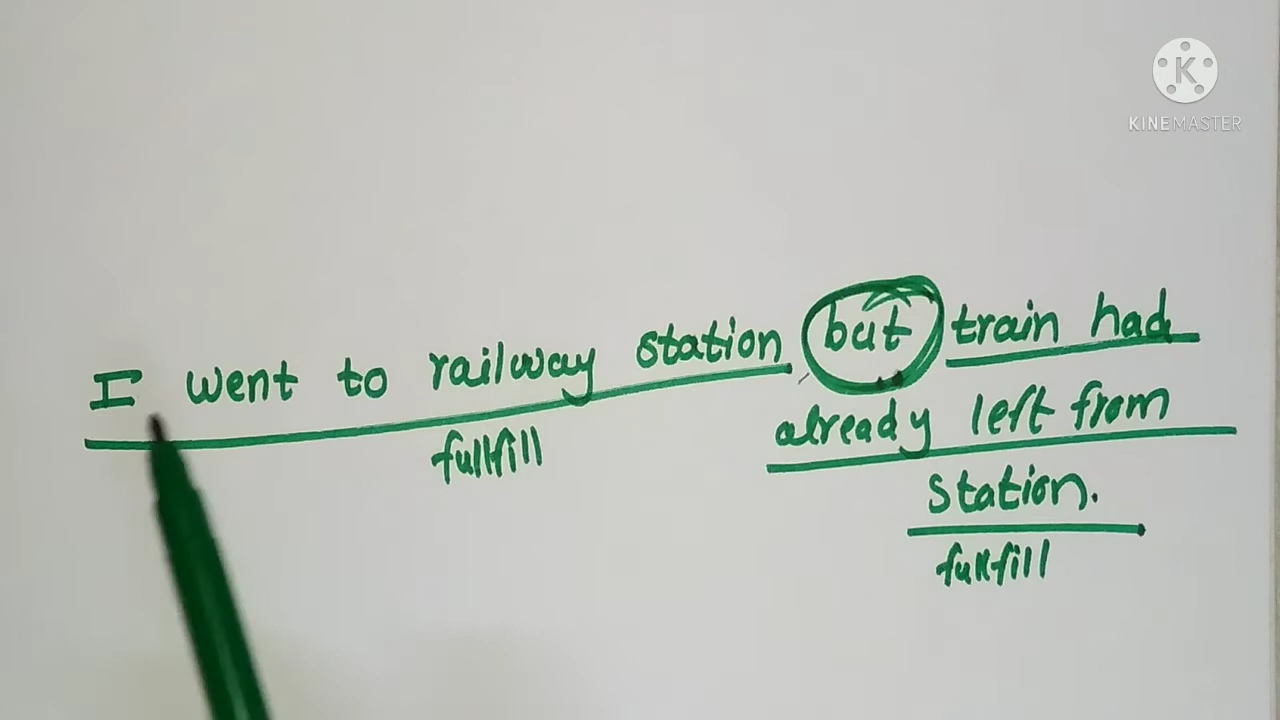 K
KINEMASTER
I went to railway station but train had
already left from
station.
fullfill
fullfill